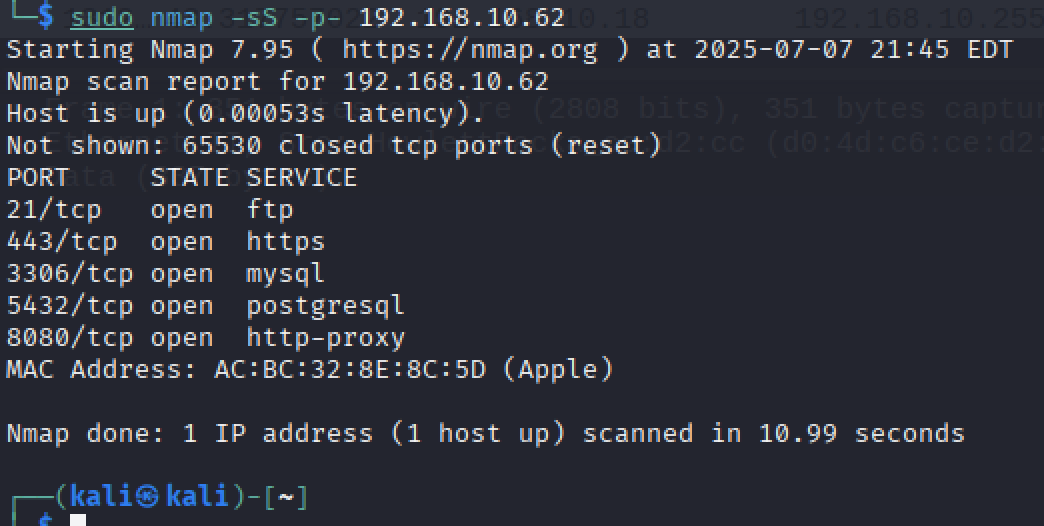 └─$ sudo nmap -sS -p- 192.168.10.62
Starting Nmap 7.95 ( https://nmap.org ) at 2025-07-07 21:45 EDT
Nmap scan report for 192.168.10.62
Host is up (0.00053s latency).
Not shown: 65530 closed tcp ports (reset)
PORT     STATE SERVICE
21/tcp   open  ftp
443/tcp  open  https
3306/tcp open  mysql
5432/tcp open  postgresql
8080/tcp open  http-proxy
MAC Address: AC:BC:32:8E:8C:5D (Apple)
Nmap done: 1 IP address (1 host up) scanned in 10.99 seconds
┌──(kali㉿kali)-[~]
└─$